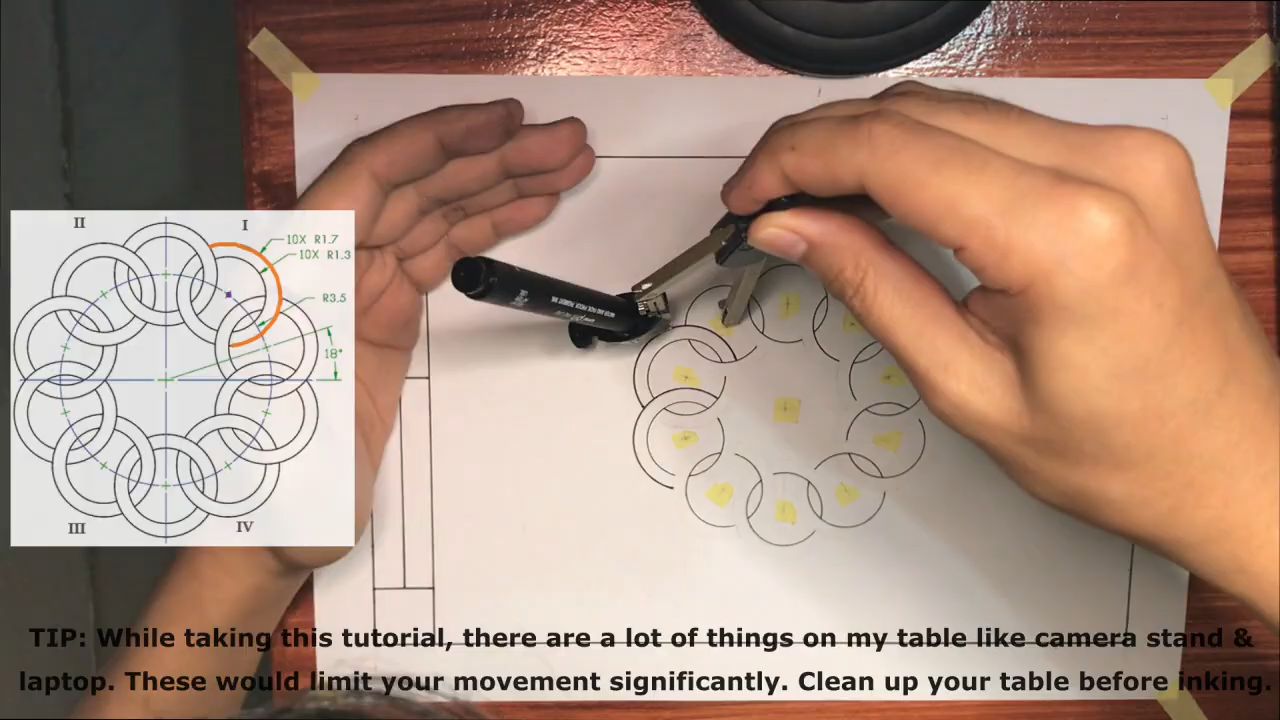 II
I
10X R1.7
10X R1.3
R3.5
18°
III
IV
TIP: While taking this tutorial, there are a lot of things on my table like camera stand &
laptop. These would limit your movement significantly. Clean up your table before inking.